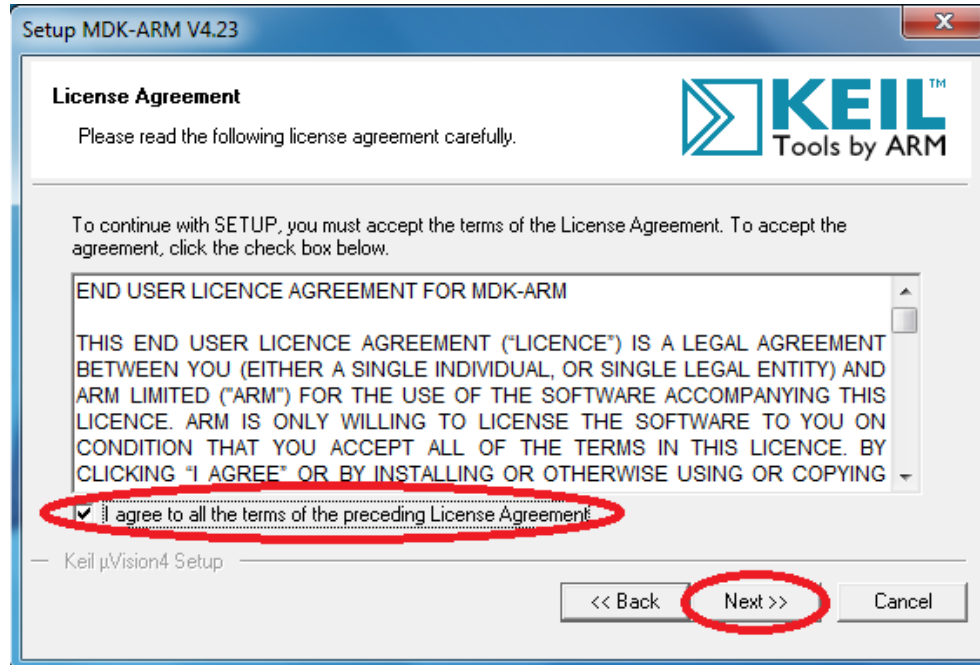 Setup MDK-ARM V4.23
x
License Agreement
Please read the following license agreement carefully.
KEIL™
Tools by ARM
To continue with SETUP, you must accept the terms of the License Agreement. To accept the
agreement, click the check box below.
END USER LICENCE AGREEMENT FOR MDK-ARM
THIS END USER LICENCE AGREEMENT (“LICENCE”) IS A LEGAL AGREEMENT
BETWEEN YOU (EITHER A SINGLE INDIVIDUAL, OR SINGLE LEGAL ENTITY) AND
ARM LIMITED ("ARM") FOR THE USE OF THE SOFTWARE ACCOMPANYING THIS
LICENCE. ARM IS ONLY WILLING TO LICENSE THE SOFTWARE TO YOU ON
CONDITION THAT YOU ACCEPT ALL OF THE TERMS IN THIS LICENCE. BY
CLICKING “I AGREE” OR BY INSTALLING OR OTHERWISE USING OR COPYING
I agree to all the terms of the preceding License Agreement
Keil µVision4 Setup
<< Back Next >> Cancel